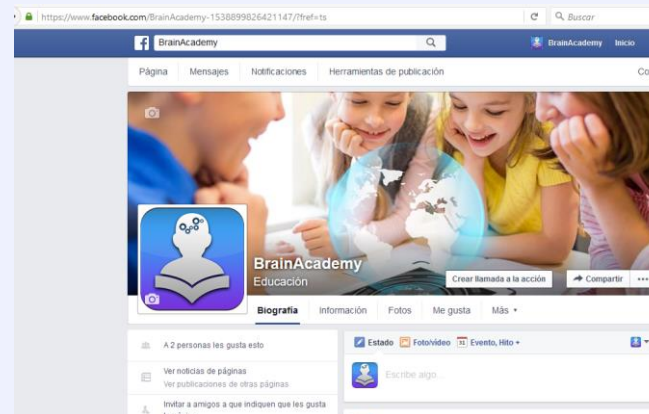 https://www.facebook.com/BrainAcademy-1538899826421147/?fref=ts
Buscar
BrainAcademy
BrainAcademy Inicio
Página Mensajes Notificaciones Herramientas de publicación
BrainAcademy
Educación
Crear llamada a la acción Compartir
Biografía Información Fotos Me gusta Más
A 2 personas les gusta esto
Estado Foto/video 31 Evento, Hito +
Ver noticias de páginas
Ver publicaciones de otras páginas
Escribe algo...
Invitar a amigos a que indiquen que les gusta